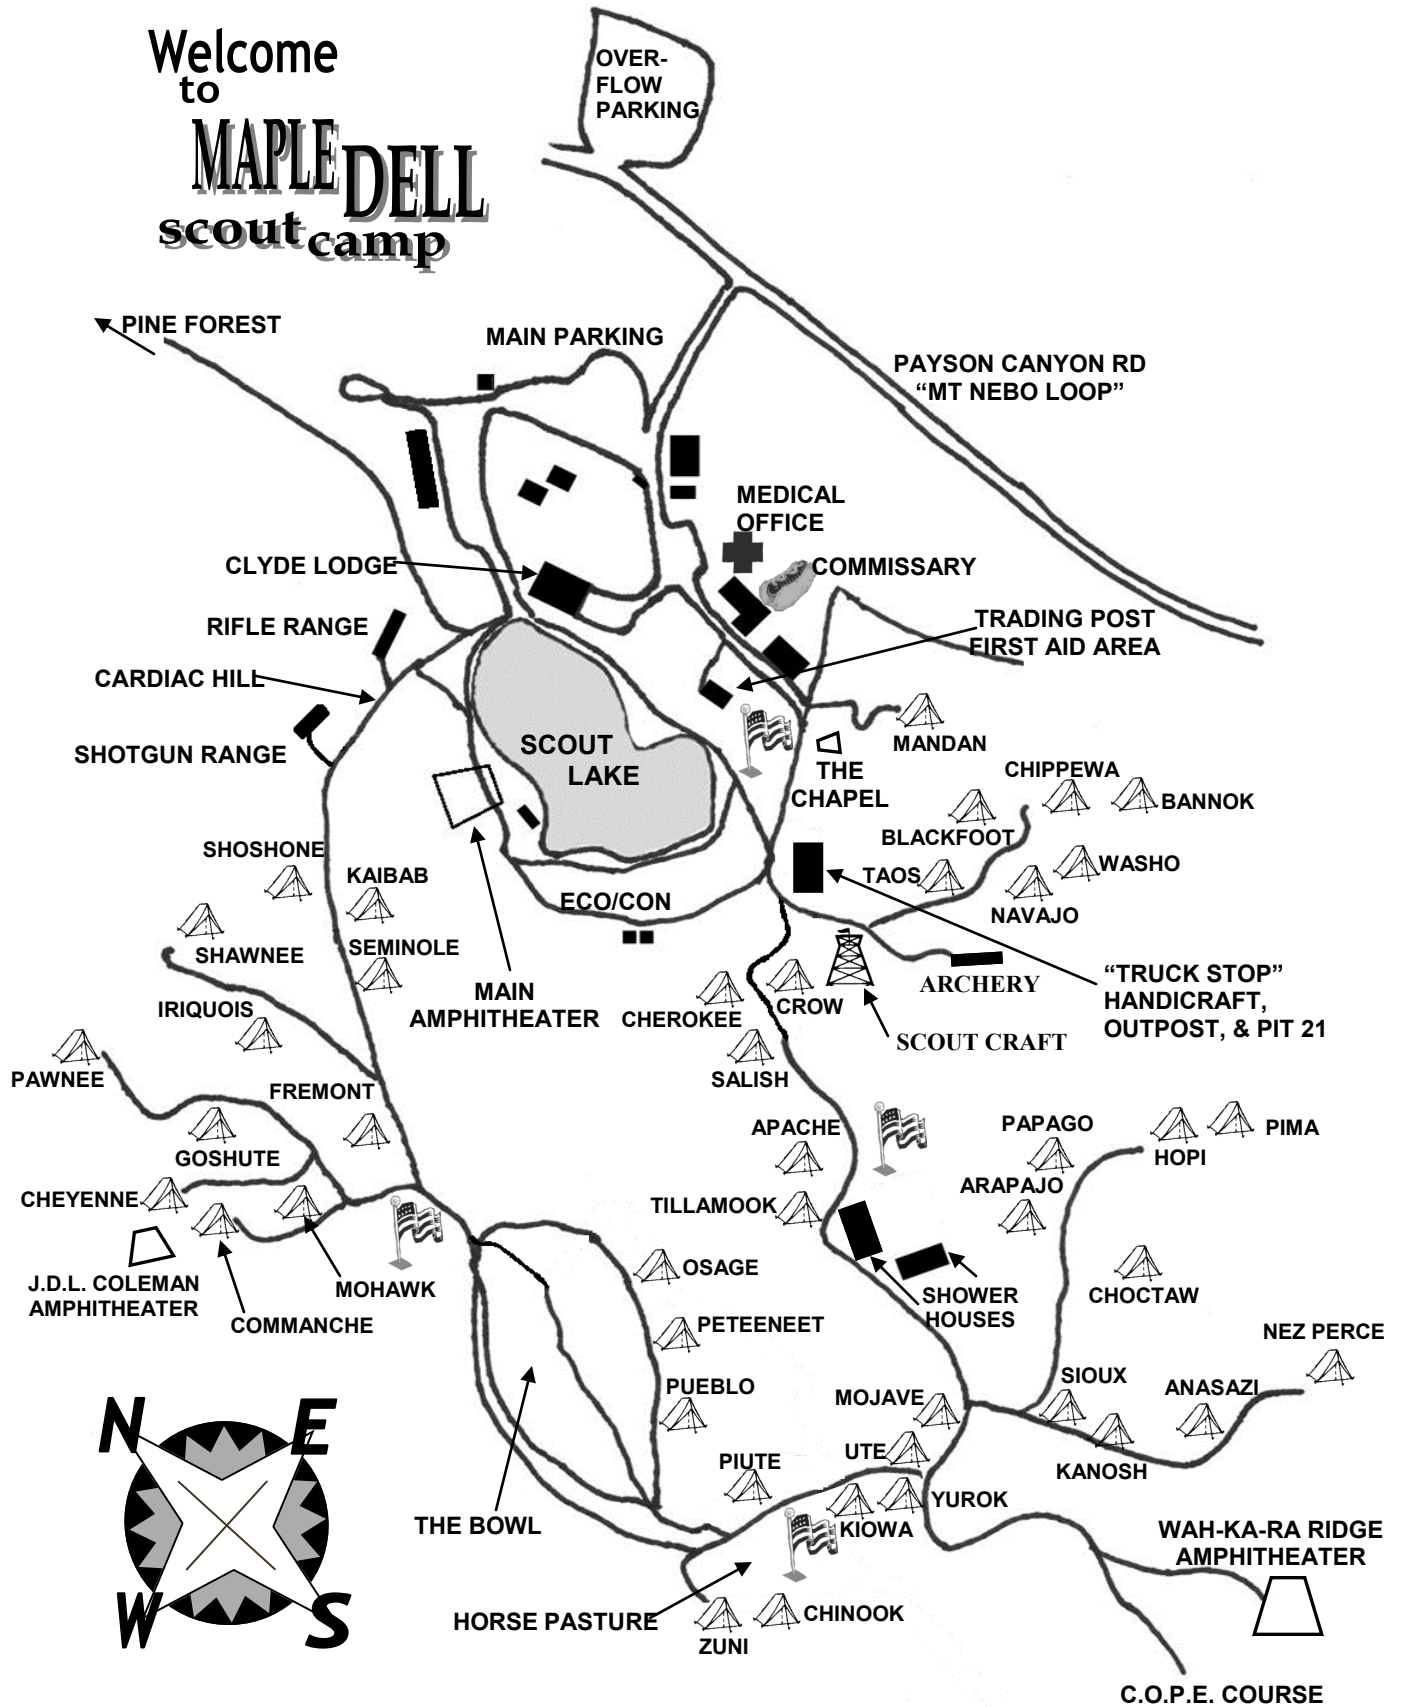 Welcome
to
MAPLE DELL
scout camp
OVER-
FLOW
PARKING
PINE FOREST
MAIN PARKING
PAYSON CANYON RD
“MT NEBO LOOP”
MEDICAL
OFFICE
CLYDE LODGE
COMMISSARY
RIFLE RANGE
TRADING POST
FIRST AID AREA
CARDIAC HILL
SHOTGUN RANGE
SCOUT
LAKE
MANDAN
THE
CHAPEL
CHIPPEWA
BANNOK
BLACKFOOT
SHOSHONE
KAIBAB
TAOS
WASHO
NAVAJO
ECO/CON
SHAWNEE
SEMINOLE
MAIN
AMPHITHEATER
ARCHERY
“TRUCK STOP”
HANDICRAFT,
OUTPOST, & PIT 21
IRIQUOIS
CHEROKEE
CROW
SCOUT CRAFT
PAWNEE
SALISH
FREMONT
APACHE
PAPAGO
HOPI
PIMA
GOSHUTE
CHEYENNE
TILLAMOOK
ARAPAJO
J.D.L. COLEMAN
AMPHITHEATER
MOHAWK
COMMANCHE
OSAGE
SHOWER
HOUSES
CHOCTAW
PETEENEET
NEZ PERCE
PUEBLO
MOJAVE
SIOUX
ANASAZI
N
E
UTE
PIUTE
KANOSH
YUROK
KIOWA
THE BOWL
WAH-KA-RA RIDGE
AMPHITHEATER
W
S
HORSE PASTURE
CHINOOK
ZUNI
C.O.P.E. COURSE